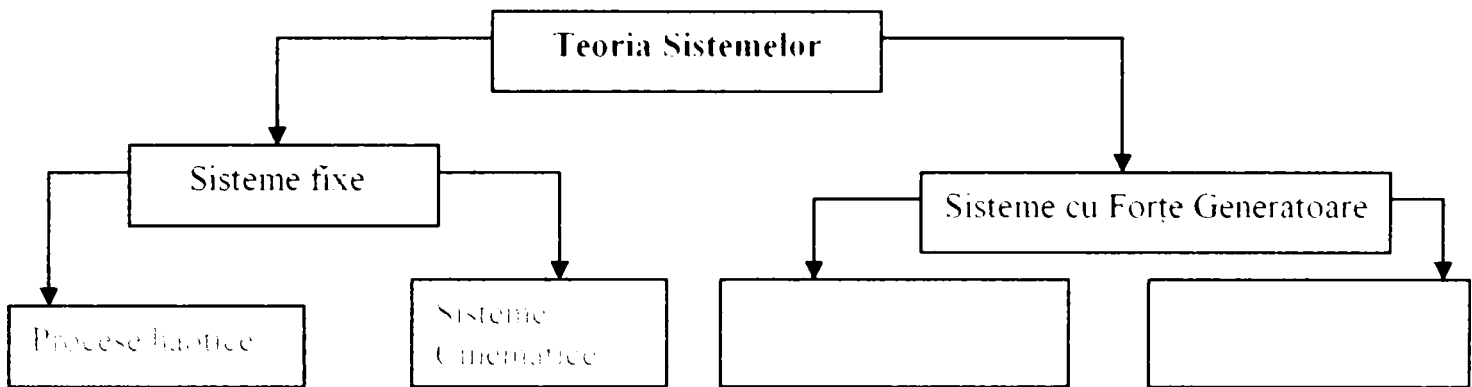 Teoria Sistemelor
Sisteme fixe
Sisteme cu Forțe Generatoare
Procese haotice
Sisteme
Cinematice